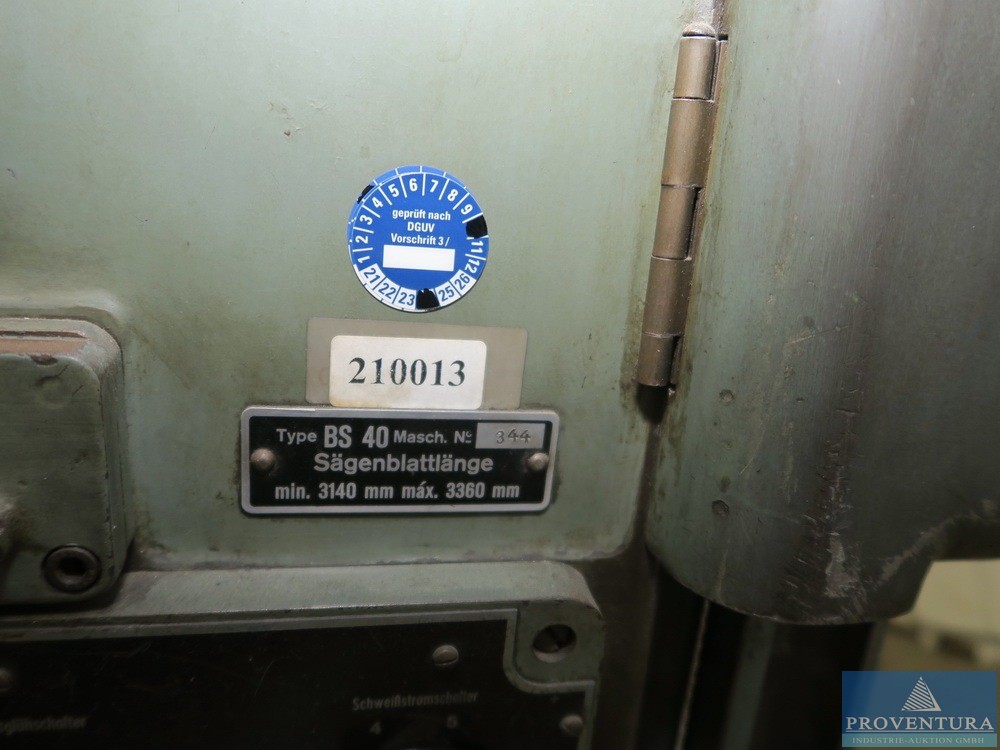 1 2 3 4 5 6 7 8 9 11 12
geprüft nach
DGUV
Vorschrift 3/
21 22 23 25 26
210013
Type BS 40 Masch. Nº 344
Sägenblattlänge
min. 3140 mm máx. 3360 mm
Schweißstromschalter
4 5
PROVENTURA
INDUSTRIE-AUKTION GMBH